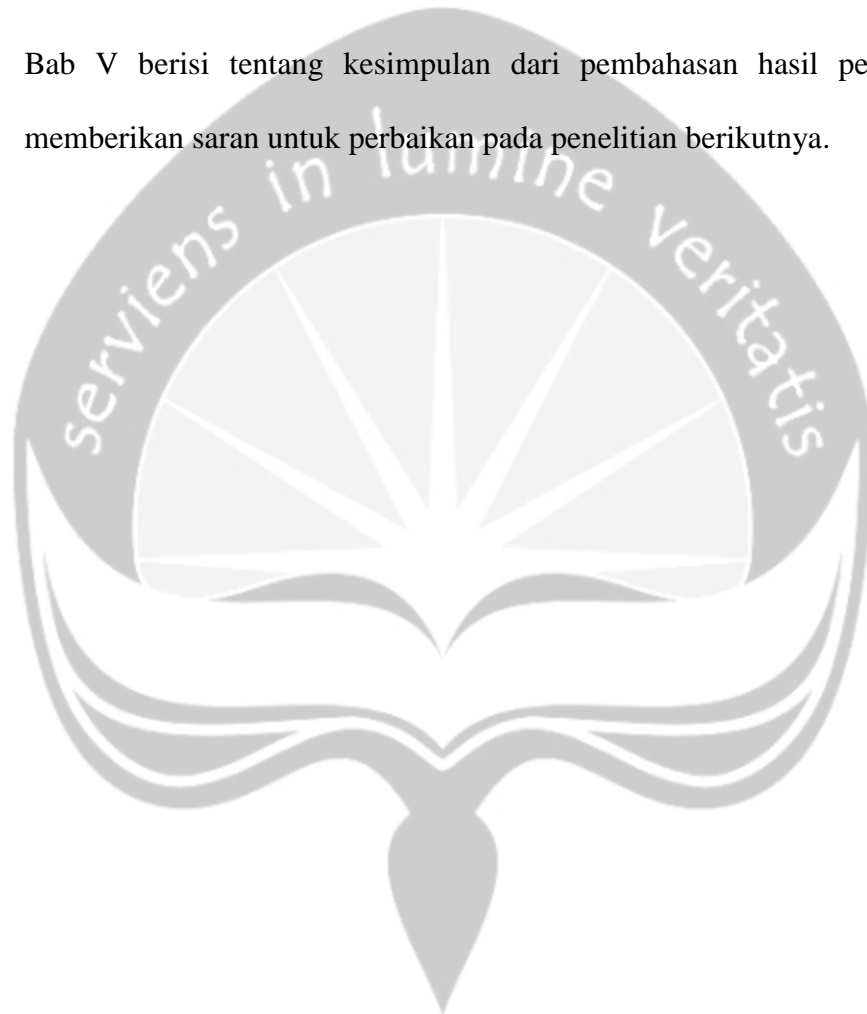 Bab V berisi tentang kesimpulan dari pembahasan hasil pe
memberikan saran untuk perbaikan pada penelitian berikutnya.
serviens in lumine veritatis